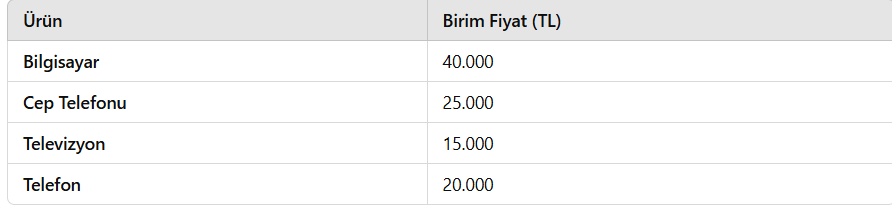 Ürün Birim Fiyat (TL)
Bilgisayar 40.000
Cep Telefonu 25.000
Televizyon 15.000
Telefon 20.000